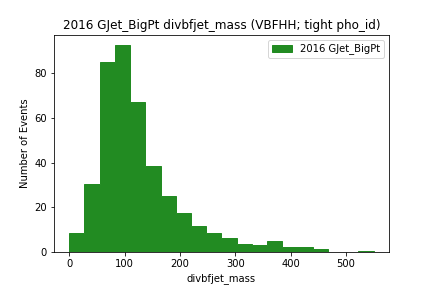 2016 GJet_BigPt divbfjet_mass (VBFHH; tight pho_id)
2016 GJet_BigPt
Number of Events
80
60
40
20
0
0 100 200 300 400 500
divbfjet_mass